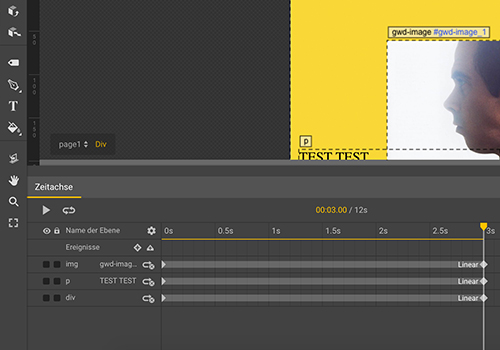 50
100
150
gwd-image #gwd-image_1
P
TEST TEST
page1 Div
Zeitachse
00:03.00 / 12s
Name der Ebene
0s 0.5s 1s 1.5s 2s 2.5s 3s
Ereignisse
img gwd-imag... Linear
p TEST TEST Linear
div Linear